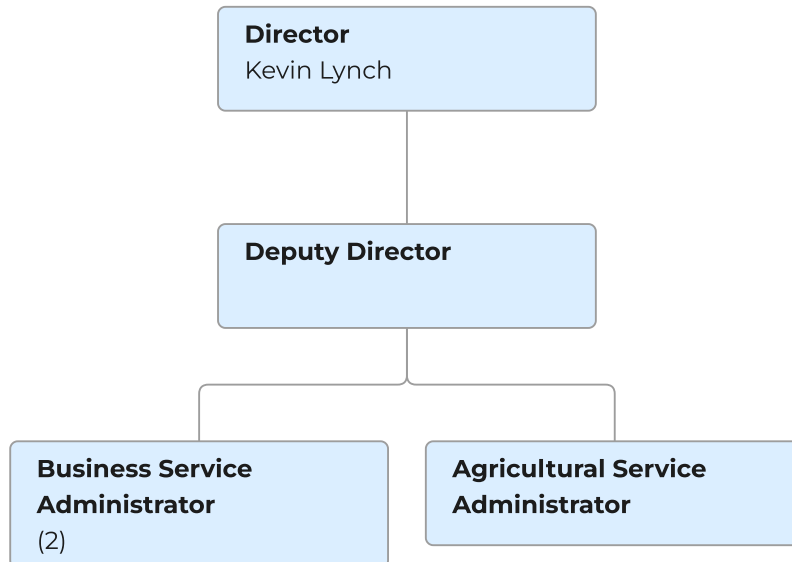 Director
Kevin Lynch
Deputy Director
Business Service
Administrator
(2)
Agricultural Service
Administrator